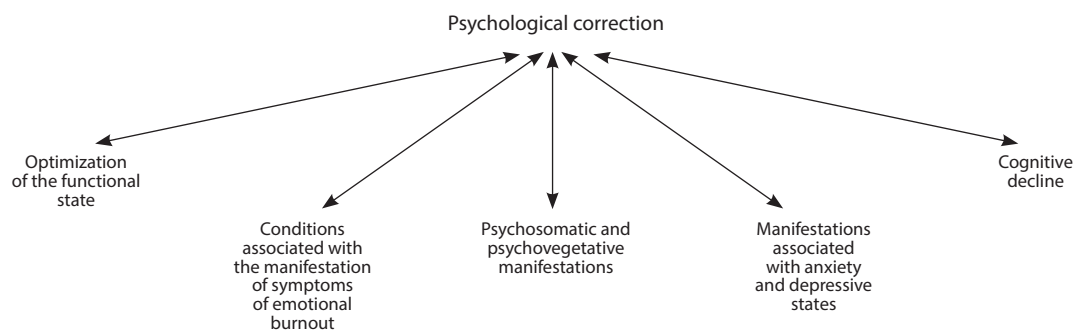 Psychological correction
Optimization
of the functional
state
Cognitive
decline
Conditions
associated with
the manifestation
of symptoms
of emotional
burnout
Psychosomatic and
psychovegetative
manifestations
Manifestations
associated
with anxiety
and depressive
states